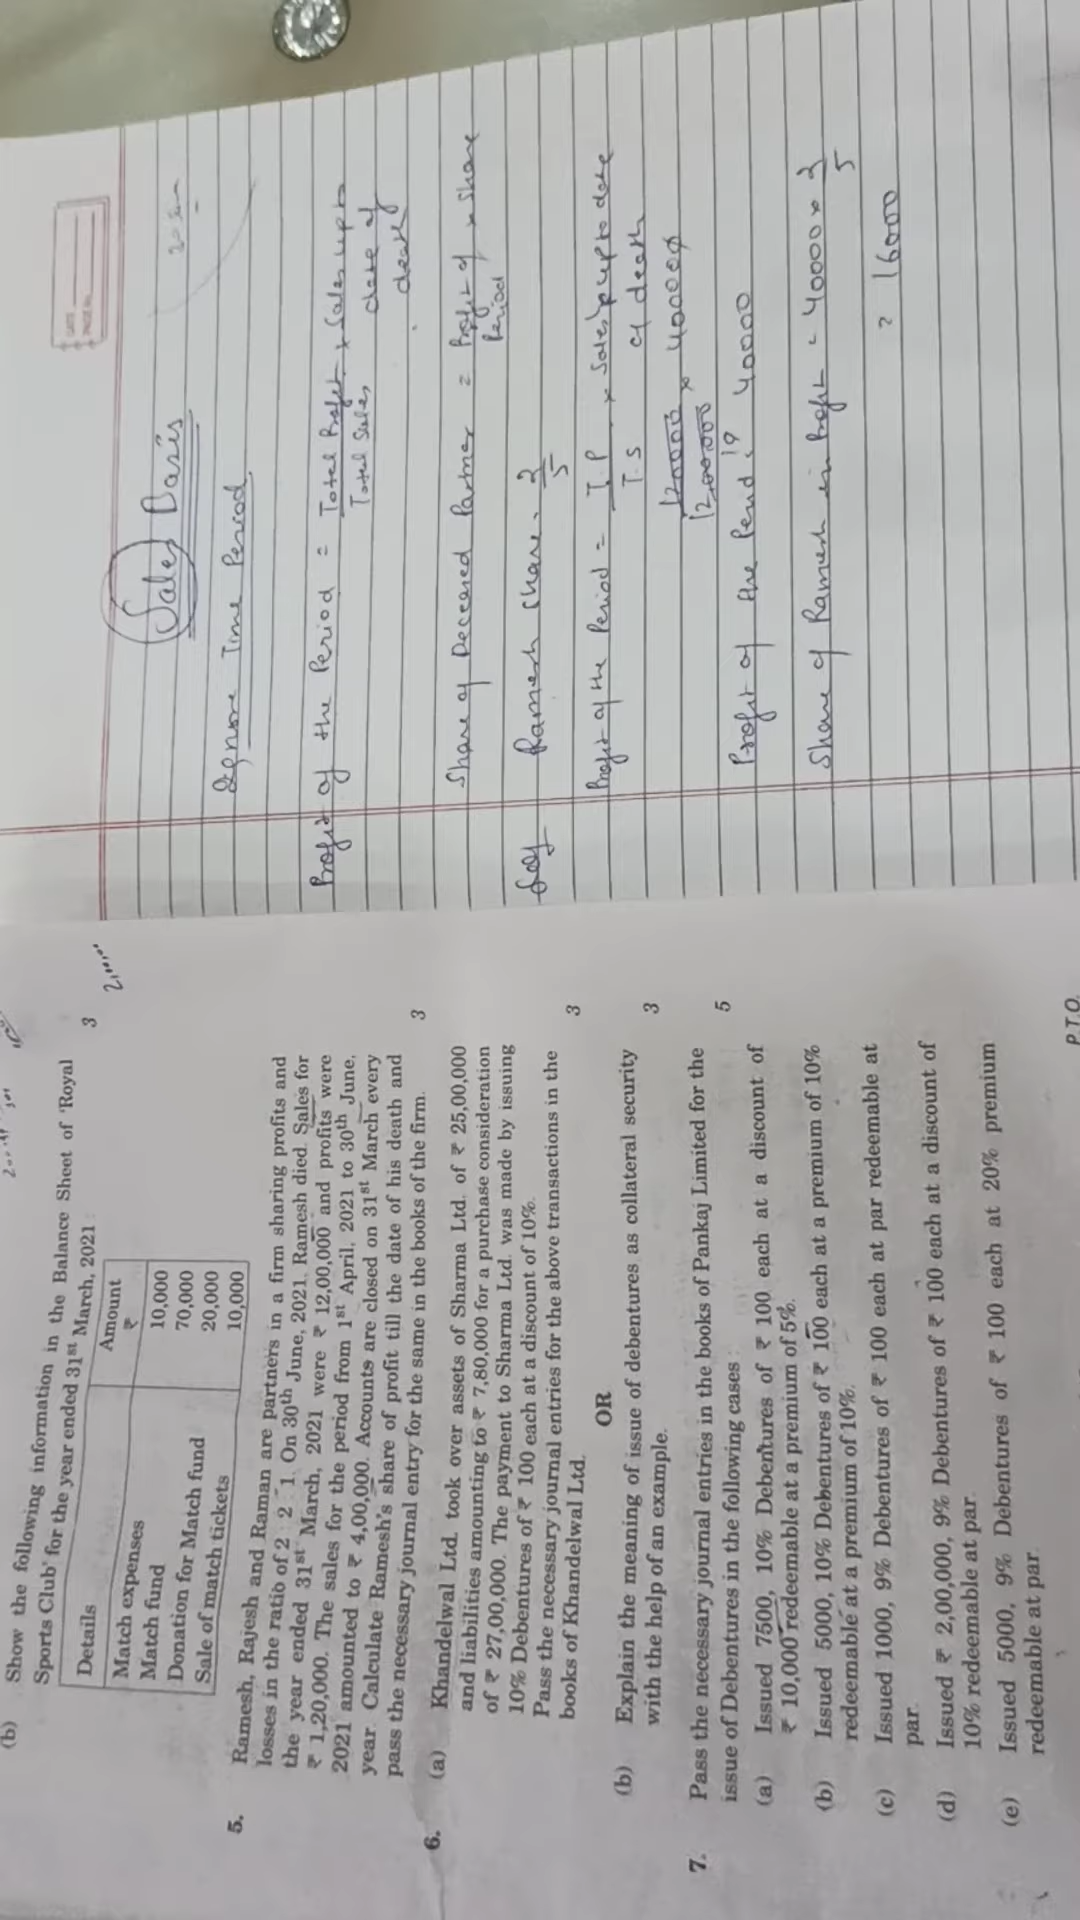 (b) Show the following information in the Balance Sheet of 'Royal
Sports Club' for the year ended 31st March, 2021 : 3
Details Amount
₹
Match expenses 10,000
Match fund 70,000
Donation for Match fund 20,000
Sale of match tickets 10,000
5. Ramesh, Rajesh and Raman are partners in a firm sharing profits and
losses in the ratio of 2 : 2 : 1. On 30th June, 2021, Ramesh died. Sales for
the year ended 31st March, 2021 were ₹ 12,00,000 and profits were
₹ 1,20,000. The sales for the period from 1st April, 2021 to 30th June,
2021 amounted to ₹ 4,00,000. Accounts are closed on 31st March every
year. Calculate Ramesh's share of profit till the date of his death and
pass the necessary journal entry for the same in the books of the firm. 3
6. (a) Khandelwal Ltd. took over assets of Sharma Ltd. of ₹ 25,00,000
and liabilities amounting to ₹ 7,80,000 for a purchase consideration
of ₹ 27,00,000. The payment to Sharma Ltd. was made by issuing
10% Debentures of ₹ 100 each at a discount of 10%.
Pass the necessary journal entries for the above transactions in the
books of Khandelwal Ltd. 3
OR
(b) Explain the meaning of issue of debentures as collateral security
with the help of an example. 3
7. Pass the necessary journal entries in the books of Pankaj Limited for the
issue of Debentures in the following cases : 5
(a) Issued 7500, 10% Debentures of ₹ 100 each at a discount of
₹ 10,000 redeemable at a premium of 5%.
(b) Issued 5000, 10% Debentures of ₹ 100 each at a premium of 10%
redeemable at a premium of 10%.
(c) Issued 1000, 9% Debentures of ₹ 100 each at par redeemable at
par.
(d) Issued ₹ 2,00,000, 9% Debentures of ₹ 100 each at a discount of
10% redeemable at par.
(e) Issued 5000, 9% Debentures of ₹ 100 each at 20% premium
redeemable at par.
P.T.O.
DATE
PAGE No.
Sales Basis
Ignore Time Period
Profit of the Period = Total Profit × Sales upto
Total Sales date of
death
Share of Deceased Partner = Profit of × Share
Period
Ramesh Share = 2
5
Profit of the Period = T.P × Sales upto date
T.S of death
120000 × 400000
1200000
Profit of the Period = 40000
Share of Ramesh in Profit = 40000 × 2
5
= 16000